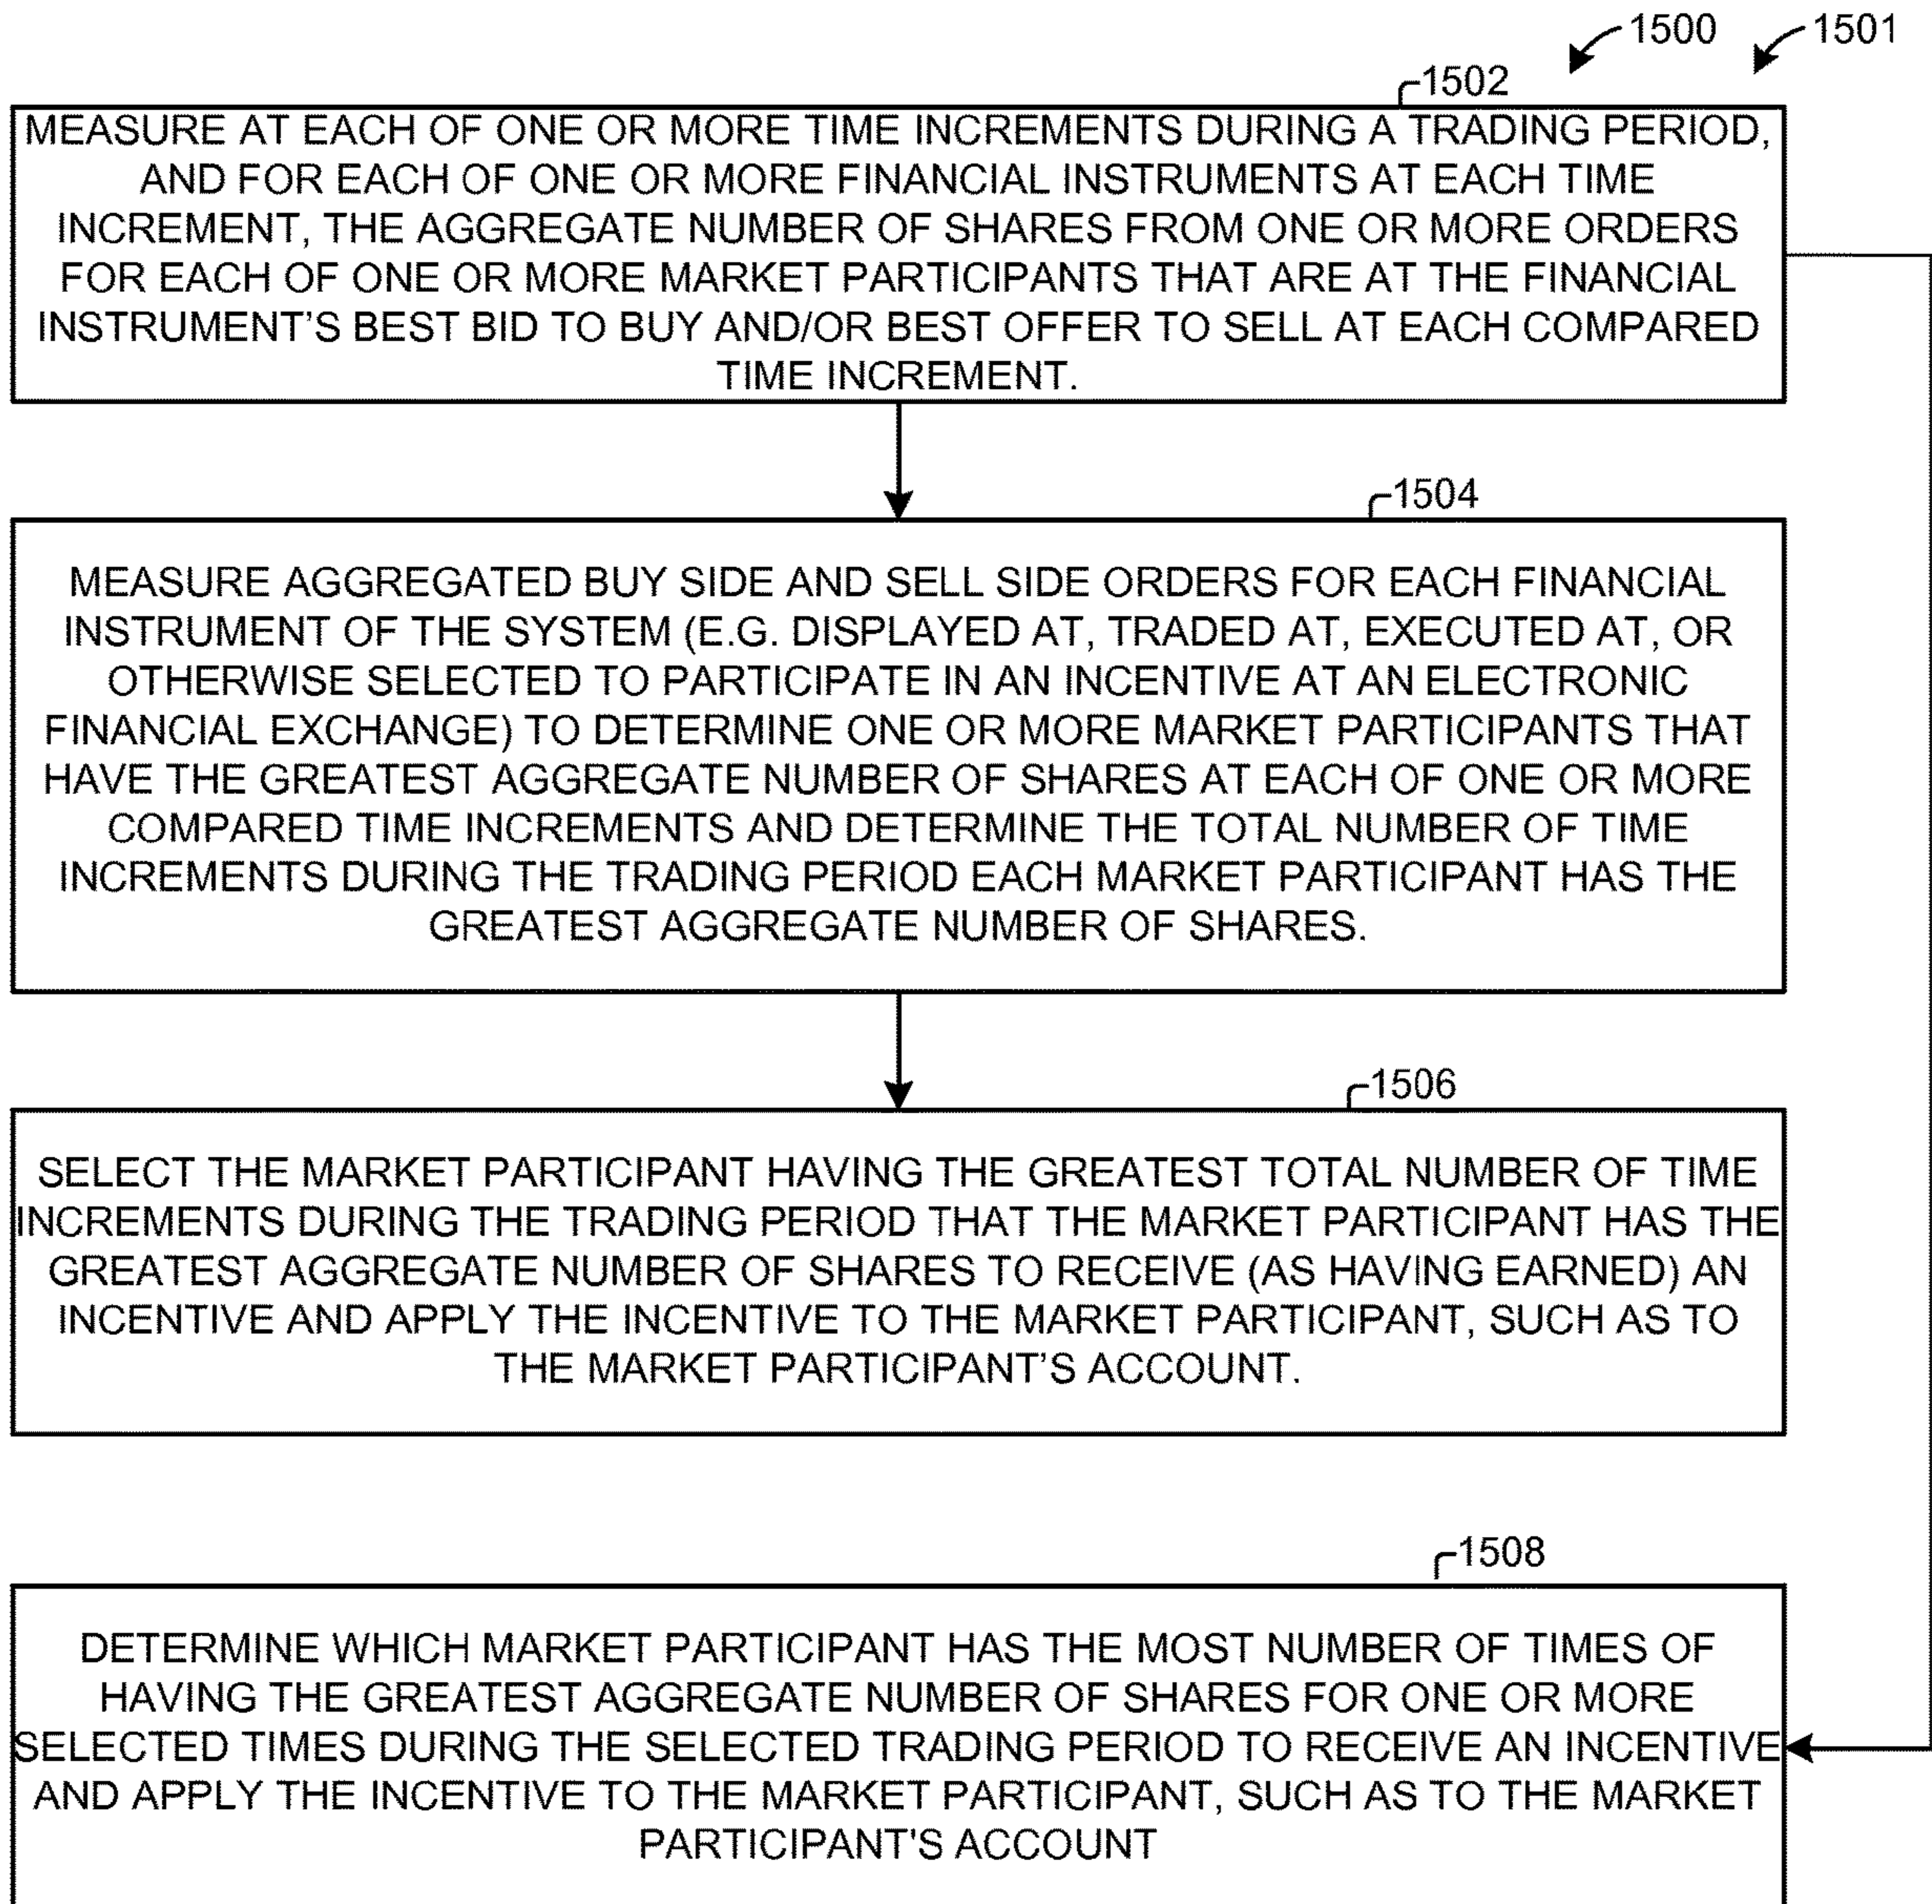 1500
1501
1502
MEASURE AT EACH OF ONE OR MORE TIME INCREMENTS DURING A TRADING PERIOD,
AND FOR EACH OF ONE OR MORE FINANCIAL INSTRUMENTS AT EACH TIME
INCREMENT, THE AGGREGATE NUMBER OF SHARES FROM ONE OR MORE ORDERS
FOR EACH OF ONE OR MORE MARKET PARTICIPANTS THAT ARE AT THE FINANCIAL
INSTRUMENT'S BEST BID TO BUY AND/OR BEST OFFER TO SELL AT EACH COMPARED
TIME INCREMENT.
1504
MEASURE AGGREGATED BUY SIDE AND SELL SIDE ORDERS FOR EACH FINANCIAL
INSTRUMENT OF THE SYSTEM (E.G. DISPLAYED AT, TRADED AT, EXECUTED AT, OR
OTHERWISE SELECTED TO PARTICIPATE IN AN INCENTIVE AT AN ELECTRONIC
FINANCIAL EXCHANGE) TO DETERMINE ONE OR MORE MARKET PARTICIPANTS THAT
HAVE THE GREATEST AGGREGATE NUMBER OF SHARES AT EACH OF ONE OR MORE
COMPARED TIME INCREMENTS AND DETERMINE THE TOTAL NUMBER OF TIME
INCREMENTS DURING THE TRADING PERIOD EACH MARKET PARTICIPANT HAS THE
GREATEST AGGREGATE NUMBER OF SHARES.
1506
SELECT THE MARKET PARTICIPANT HAVING THE GREATEST TOTAL NUMBER OF TIME
INCREMENTS DURING THE TRADING PERIOD THAT THE MARKET PARTICIPANT HAS THE
GREATEST AGGREGATE NUMBER OF SHARES TO RECEIVE (AS HAVING EARNED) AN
INCENTIVE AND APPLY THE INCENTIVE TO THE MARKET PARTICIPANT, SUCH AS TO
THE MARKET PARTICIPANT'S ACCOUNT.
1508
DETERMINE WHICH MARKET PARTICIPANT HAS THE MOST NUMBER OF TIMES OF
HAVING THE GREATEST AGGREGATE NUMBER OF SHARES FOR ONE OR MORE
SELECTED TIMES DURING THE SELECTED TRADING PERIOD TO RECEIVE AN INCENTIVE
AND APPLY THE INCENTIVE TO THE MARKET PARTICIPANT, SUCH AS TO THE MARKET
PARTICIPANT'S ACCOUNT